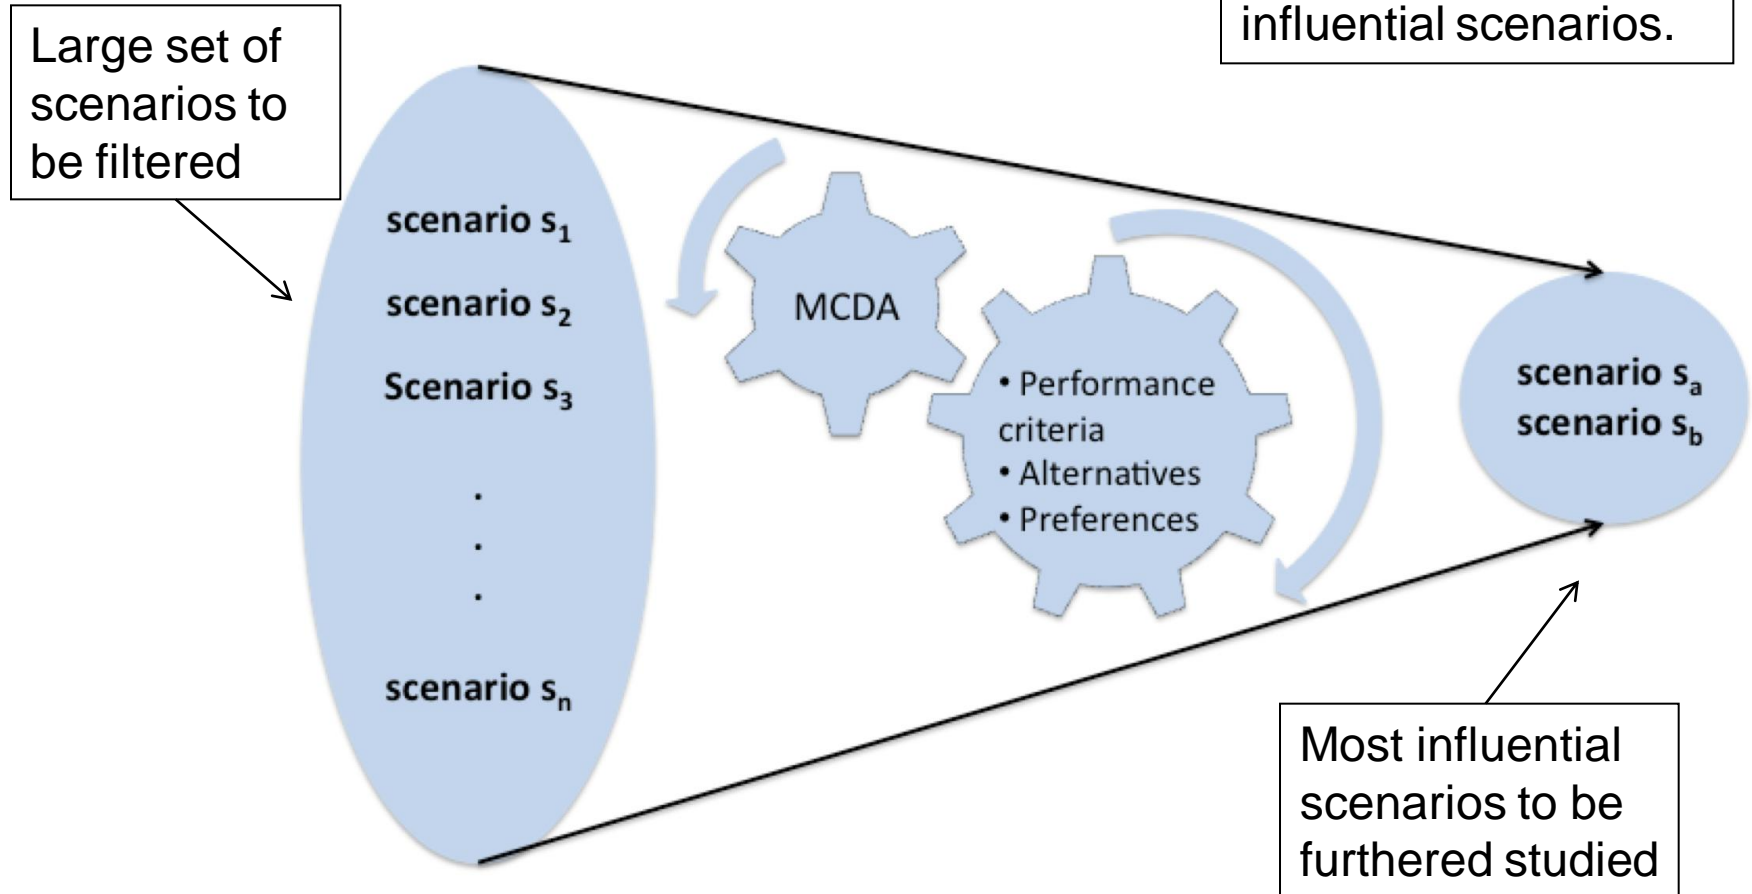 influential scenarios.
Large set of
scenarios to
be filtered
scenario s1
scenario s2
Scenario s3
.
.
.
scenario sn
MCDA
• Performance
criteria
• Alternatives
• Preferences
scenario sa
scenario sb
Most influential
scenarios to be
furthered studied